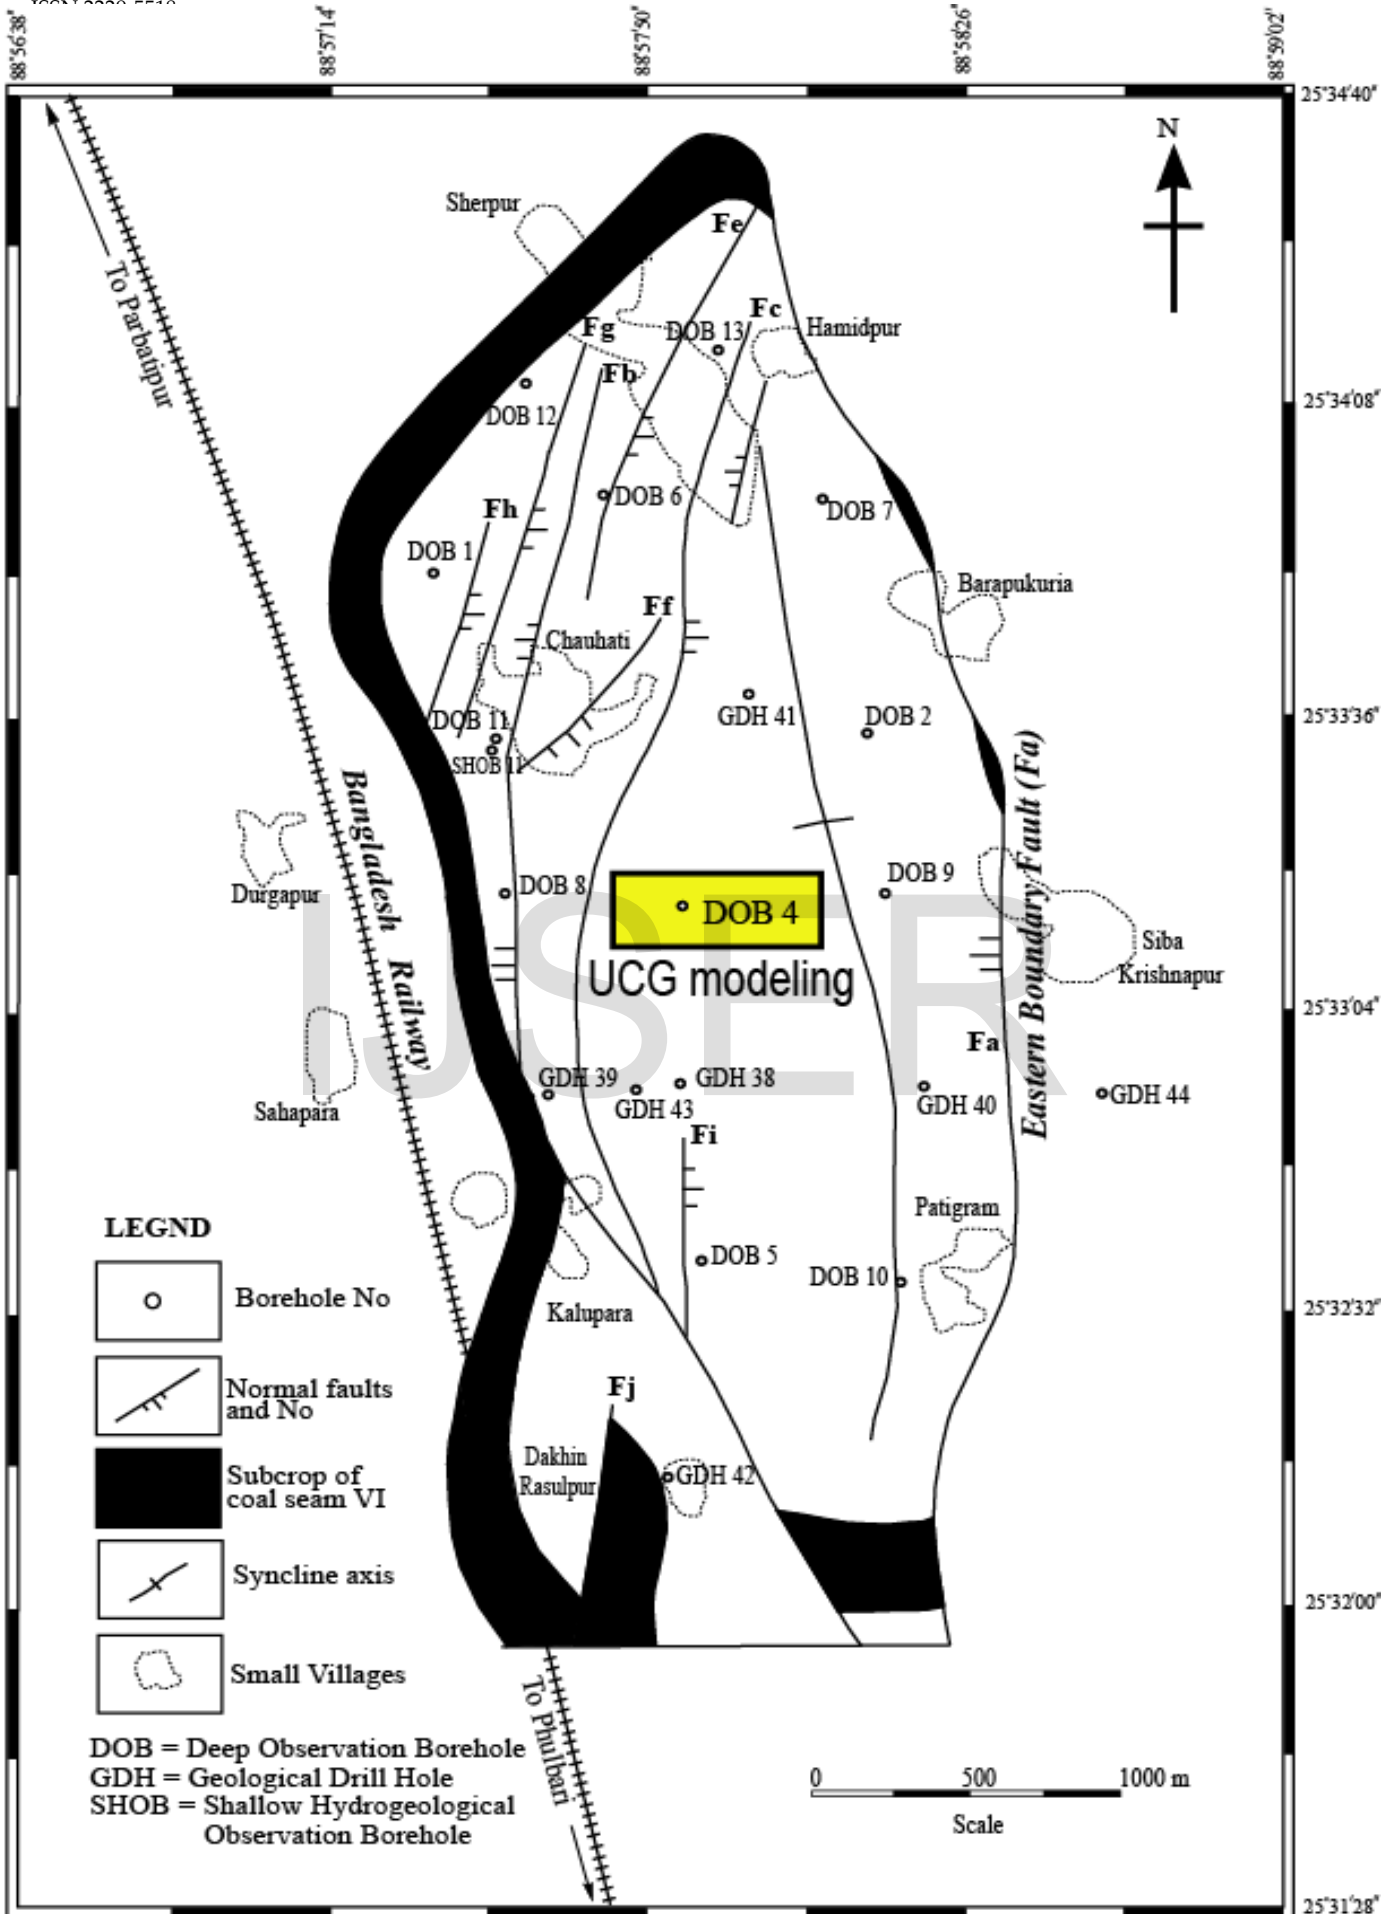 ISSN 2229-5518
88°56'38"
88°57'14"
88°57'50"
88°58'26"
88°59'02"
25°34'40"
N
To Parbatipur
Sherpur
Fe
Fc
Hamidpur
DOB 13
Fg
Fb
25°34'08"
DOB 12
DOB 6
DOB 7
Fh
DOB 1
Barapukuria
Ff
Chauhati
GDH 41
DOB 2
25°33'36"
DOB 11
SHOB 11
Bangladesh Railway
Eastern Boundary Fault (Fa)
Durgapur
DOB 8
DOB 9
DOB 4
UCG modeling
IJSER
Siba
Krishnapur
25°33'04"
Fa
Sahapara
GDH 39
GDH 38
GDH 43
GDH 40
GDH 44
Fi
Patigram
DOB 5
DOB 10
25°32'32"
Kalupara
Fj
Dakhin
Rasulpur
GDH 42
25°32'00"
LEGND
Borehole No
Normal faults
and No
Subcrop of
coal seam VI
Syncline axis
Small Villages
DOB = Deep Observation Borehole
GDH = Geological Drill Hole
SHOB = Shallow Hydrogeological
Observation Borehole
To Phulbari
0 500 1000 m
Scale
25°31'28"